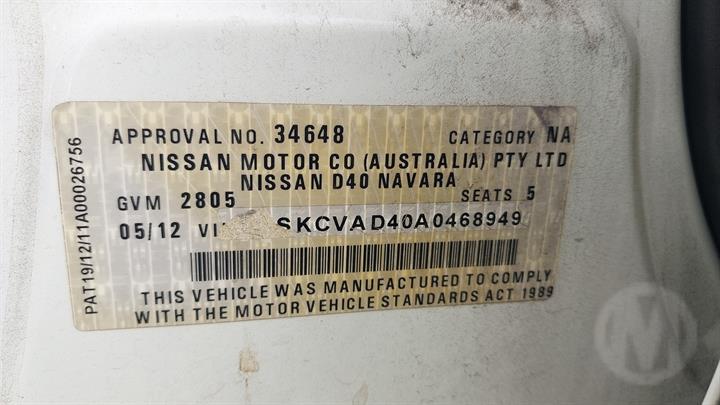 APPROVAL NO. 34648 CATEGORY NA
NISSAN MOTOR CO (AUSTRALIA) PTY LTD
NISSAN D40 NAVARA
GVM 2805 SEATS 5
05/12 VI SKCVAD40A0468949
THIS VEHICLE WAS MANUFACTURED TO COMPLY
WITH THE MOTOR VEHICLE STANDARDS ACT 1989
PAT19/12/11A00026756
M